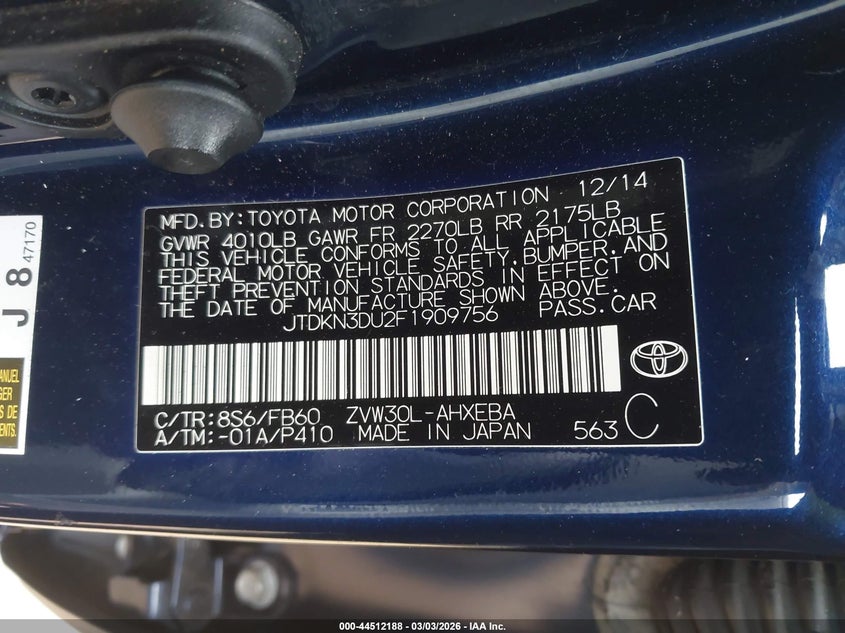 MFD. BY: TOYOTA MOTOR CORPORATION 12/14
GVWR 4010LB GAWR FR 2270LB RR 2175LB
THIS VEHICLE CONFORMS TO ALL APPLICABLE
FEDERAL MOTOR VEHICLE SAFETY, BUMPER, AND
THEFT PREVENTION STANDARDS IN EFFECT ON
THE DATE OF MANUFACTURE SHOWN ABOVE.
JTDKN3DU2F1909756 PASS. CAR
C/TR: 8S6/FB60 ZVW30L-AHXEBA
A/TM: -01A/P410 MADE IN JAPAN 563 C
J 8 47170
MANUEL
GER
ENTS.
000-44512188 - 03/03/2026 - IAA Inc.